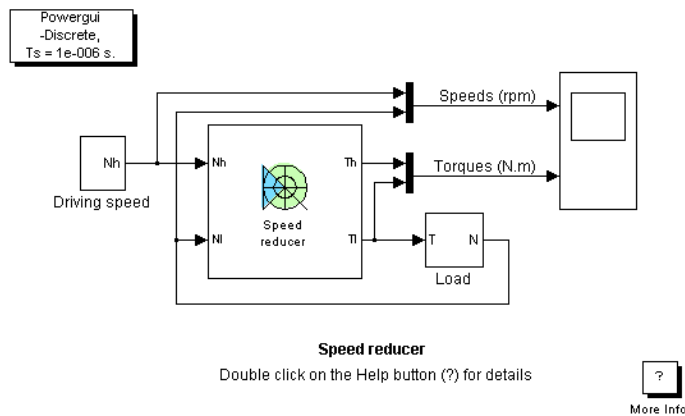 Powergui
-Discrete,
Ts = 1e-006 s.
Speeds (rpm)
Nh
Driving speed
Nh
Th
Torques (N.m)
Speed
reducer
Nl
Tl
T
N
Load
Speed reducer
Double click on the Help button (?) for details
?
More Info